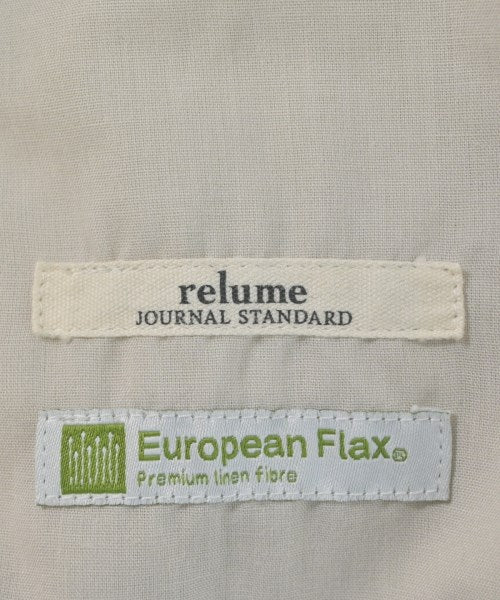 relume
JOURNAL STANDARD
European Flax®
Premium linen fibre